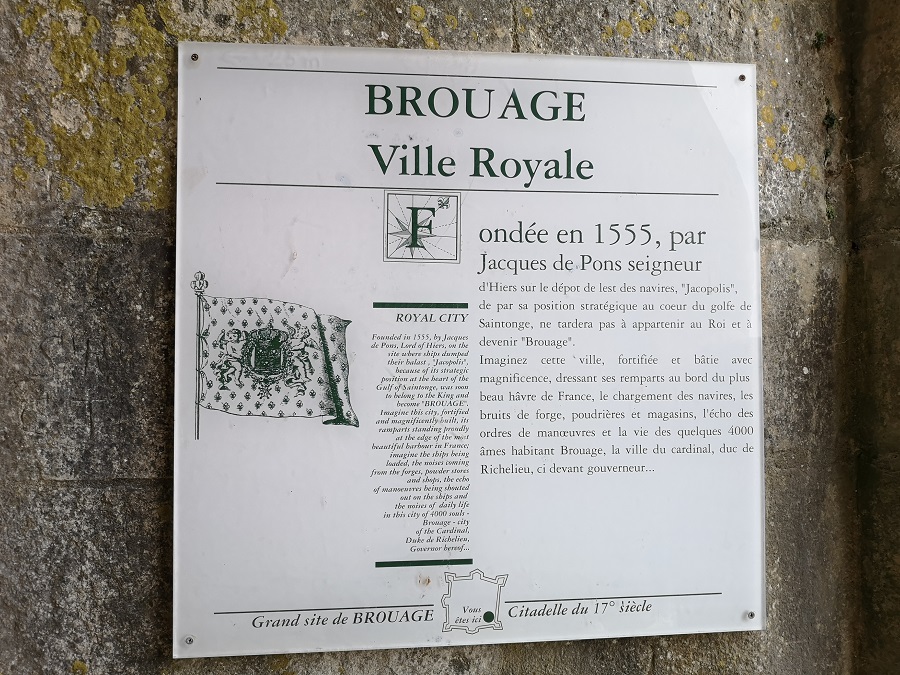 BROUAGE
Ville Royale
F
ondée en 1555, par
Jacques de Pons seigneur
d'Hiers sur le dépot de lest des navires, "Jacopolis",
de par sa position stratégique au coeur du golfe de
Saintonge, ne tardera pas à appartenir au Roi et à
devenir "Brouage".
Imaginez cette ville, fortifiée et bâtie avec
magnificence, dressant ses remparts au bord du plus
beau hâvre de France, le chargement des navires, les
bruits de forge, poudrières et magasins, l'écho des
ordres de manœuvres et la vie des quelques 4000
âmes habitant Brouage, la ville du cardinal, duc de
Richelieu, ci devant gouverneur...
ROYAL CITY
Founded in 1555, by Jacques
de Pons, Lord of Hiers, on the
site where ships dumped
their balast , "Jacopolis",
because of its strategic
position at the heart of the
Gulf of Saintonge, was soon
to belong to the King and
become "BROUAGE".
Imagine this city, fortified
and magnificently built, its
ramparts standing proudly
at the edge of the most
beautiful harbour in France;
imagine the ships being
loaded, the noises coming
from the forges, powder stores
and shops, the echo
of manoeuvres being shouted
out on the ships and
the noises of daily life
in this city of 4000 souls -
Brouage - city
of the Cardinal,
Duke de Richelieu,
Governor hereof...
Grand site de BROUAGE
Vous
êtes ici
Citadelle du 17° siècle